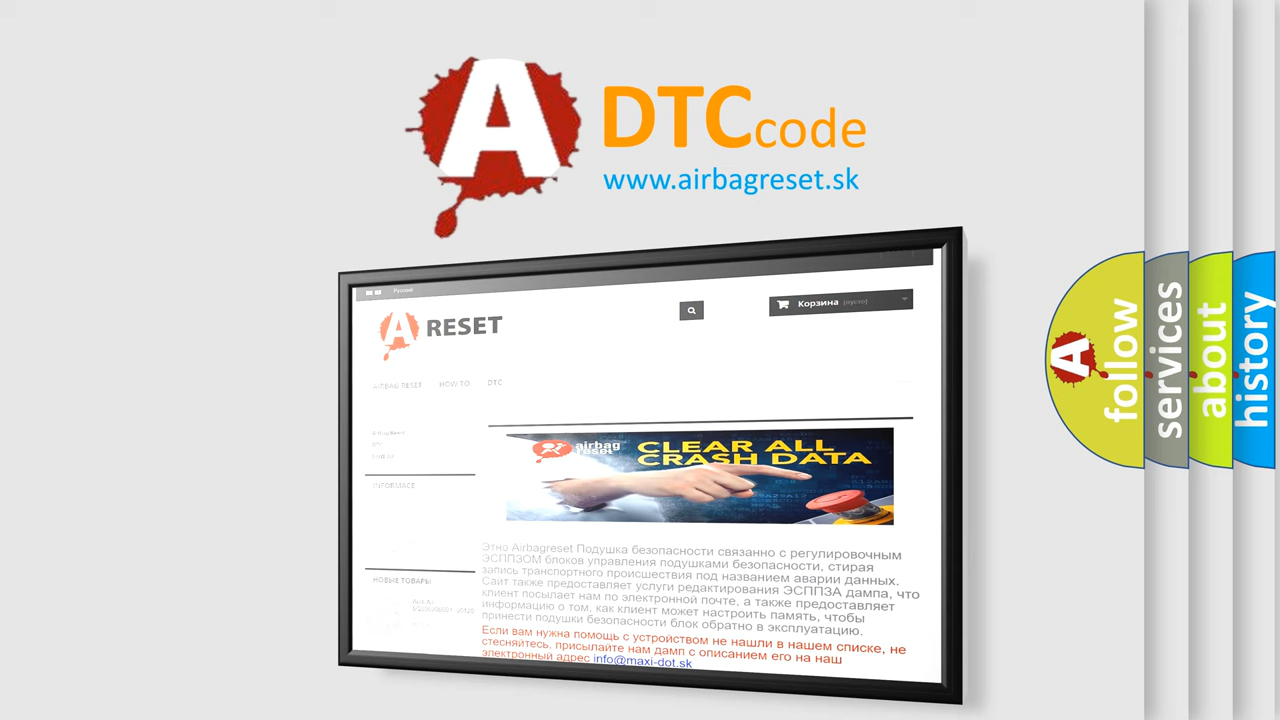 A
DTCcode
www.airbagreset.sk
Русский
A RESET
Корзина (пусто)
AIRBAG RESET HOW TO DTC
DTC
INFORMACE
airbag
reset
CLEAR ALL
CRASH DATA
Этно Airbagreset Подушка безопасности связанно с регулировочным
ЭСППЗОМ блоков управления подушками безопасности, стирая
запись транспортного происшествия под названием аварии данных.
Сайт также предоставляет услуги редактирования ЭСППЗА дампа, что
клиент посылает нам по электронной почте, а также предоставляет
информацию о том, как клиент может настроить память, чтобы
принести подушки безопасности блок обратно в эксплуатацию.
НОВЫЕ ТОВАРЫ
Если вам нужна помощь с устройством не нашли в нашем списке, не
стесняйтесь, присылайте нам дамп с описанием его на наш
электронный адрес info@maxi-dot.sk
A
follow
services
about
history